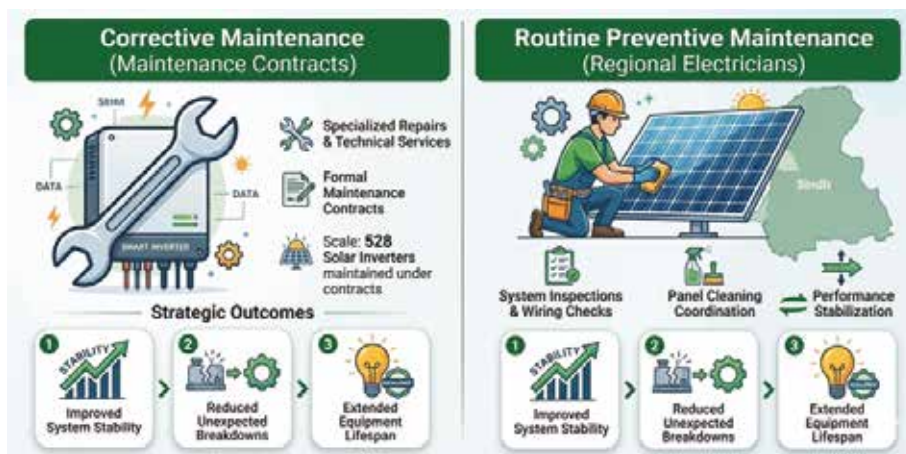 Corrective Maintenance
(Maintenance Contracts)
DATA
DATA
SMART INVERTER
Specialized Repairs
& Technical Services
Formal
Maintenance
Contracts
Scale: 528
Solar Inverters
maintained under
contracts
Strategic Outcomes
1
STABILITY
Improved
System Stability
2
Reduced
Unexpected
Breakdowns
3
Extended
Equipment
Lifespan
Routine Preventive Maintenance
(Regional Electricians)
Sindh
System Inspections
& Wiring Checks
Panel Cleaning
Coordination
Performance
Stabilization
1
STABILITY
Improved
System Stability
2
Reduced
Unexpected
Breakdowns
3
Extended
Equipment
Lifespan